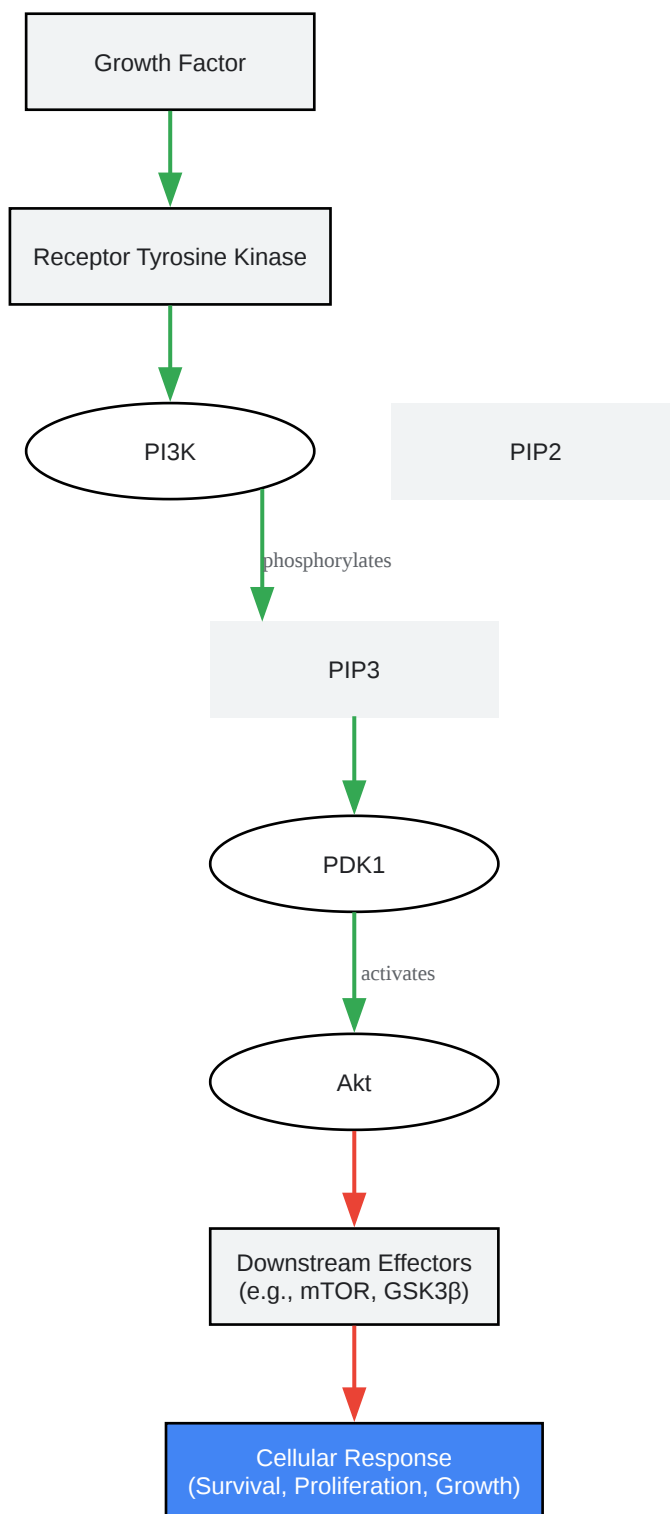 Growth Factor
Receptor Tyrosine Kinase
PI3K
PIP2
phosphorylates
PIP3
PDK1
activates
Akt
Downstream Effectors
(e.g., mTOR, GSK3β)
Cellular Response
(Survival, Proliferation, Growth)